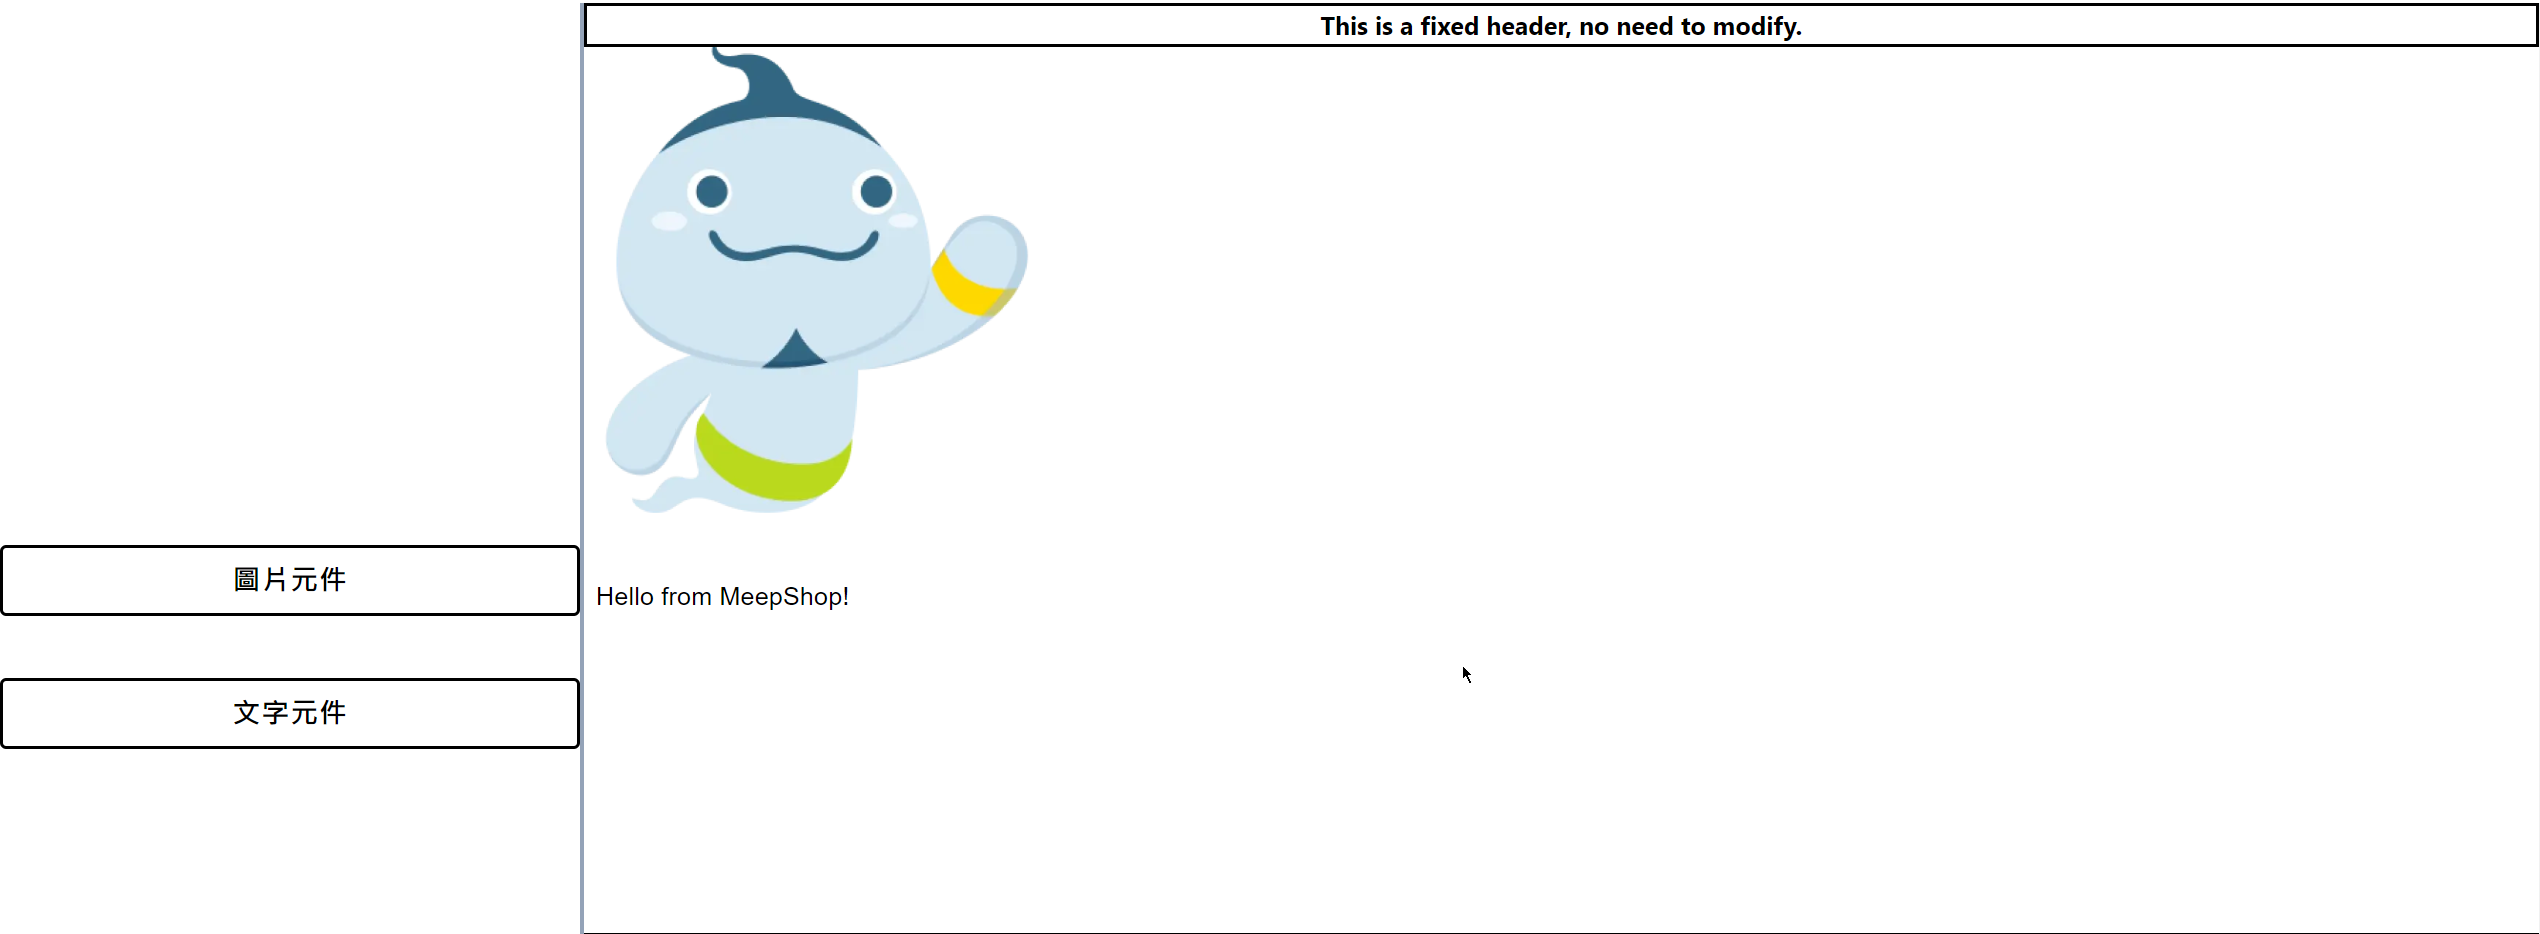 This is a fixed header, no need to modify.
圖片元件
Hello from MeepShop!
文字元件